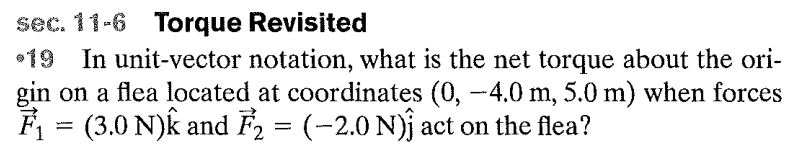 sec. 11-6 Torque Revisited
•19 In unit-vector notation, what is the net torque about the ori-
gin on a flea located at coordinates (0, −4.0 m, 5.0 m) when forces
F⃗₁ = (3.0 N)k̂ and F⃗₂ = (−2.0 N)ĵ act on the flea?